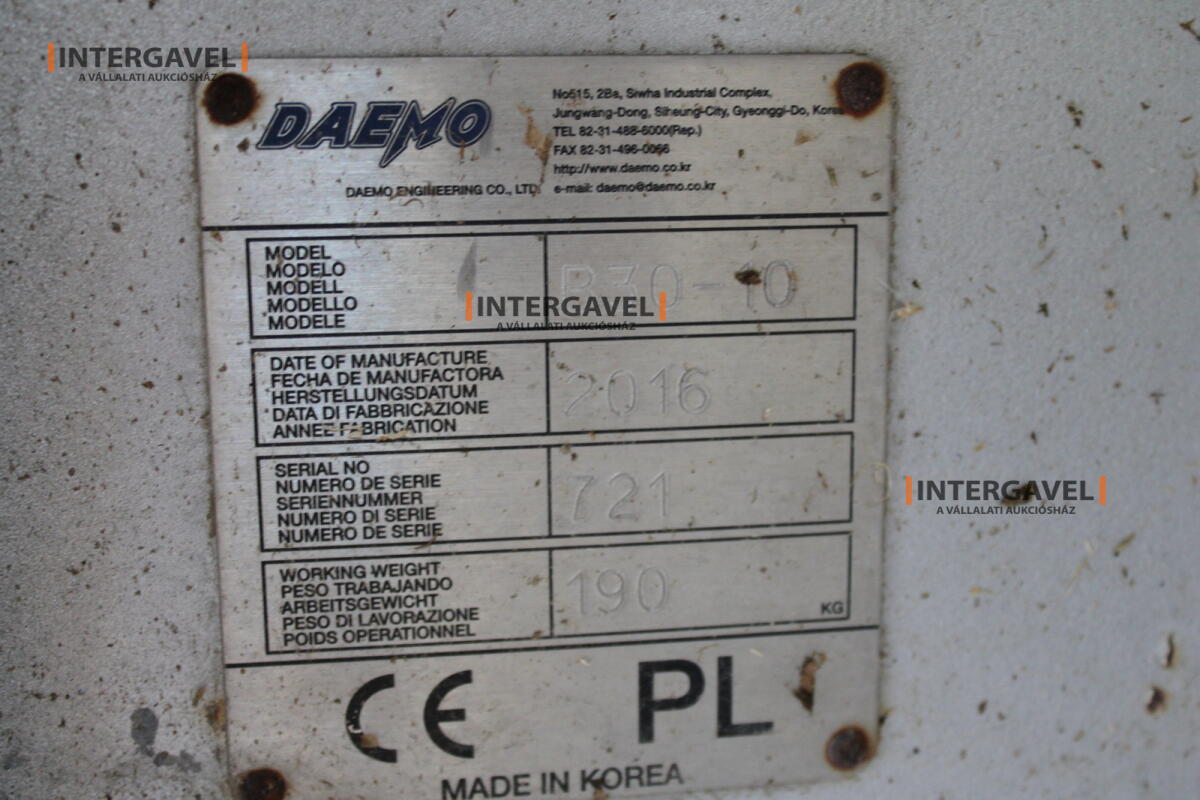 INTERGAVEL
A VÁLLALATI AUKCIÓSHÁZ
DAEMO
DAEMO ENGINEERING CO., LTD.
No515, 2Ba, Siwha Industrial Complex,
Jungwang-Dong, Siheung-City, Gyeonggi-Do, Korea
TEL 82-31-488-6000(Rep.)
FAX 82-31-496-0066
http://www.daemo.co.kr
e-mail: daemo@daemo.co.kr
MODEL
MODELO
MODELL
MODELLO
MODELE
B30-10
INTERGAVEL
A VÁLLALATI AUKCIÓSHÁZ
DATE OF MANUFACTURE
FECHA DE MANUFACTORA
HERSTELLUNGSDATUM
DATA DI FABBRICAZIONE
ANNEE FABRICATION
2016
SERIAL NO
NUMERO DE SERIE
SERIENNUMMER
NUMERO DI SERIE
NUMERO DE SERIE
721
INTERGAVEL
A VÁLLALATI AUKCIÓSHÁZ
WORKING WEIGHT
PESO TRABAJANDO
ARBEITSGEWICHT
PESO DI LAVORAZIONE
POIDS OPERATIONNEL
190
KG
CE PL
MADE IN KOREA